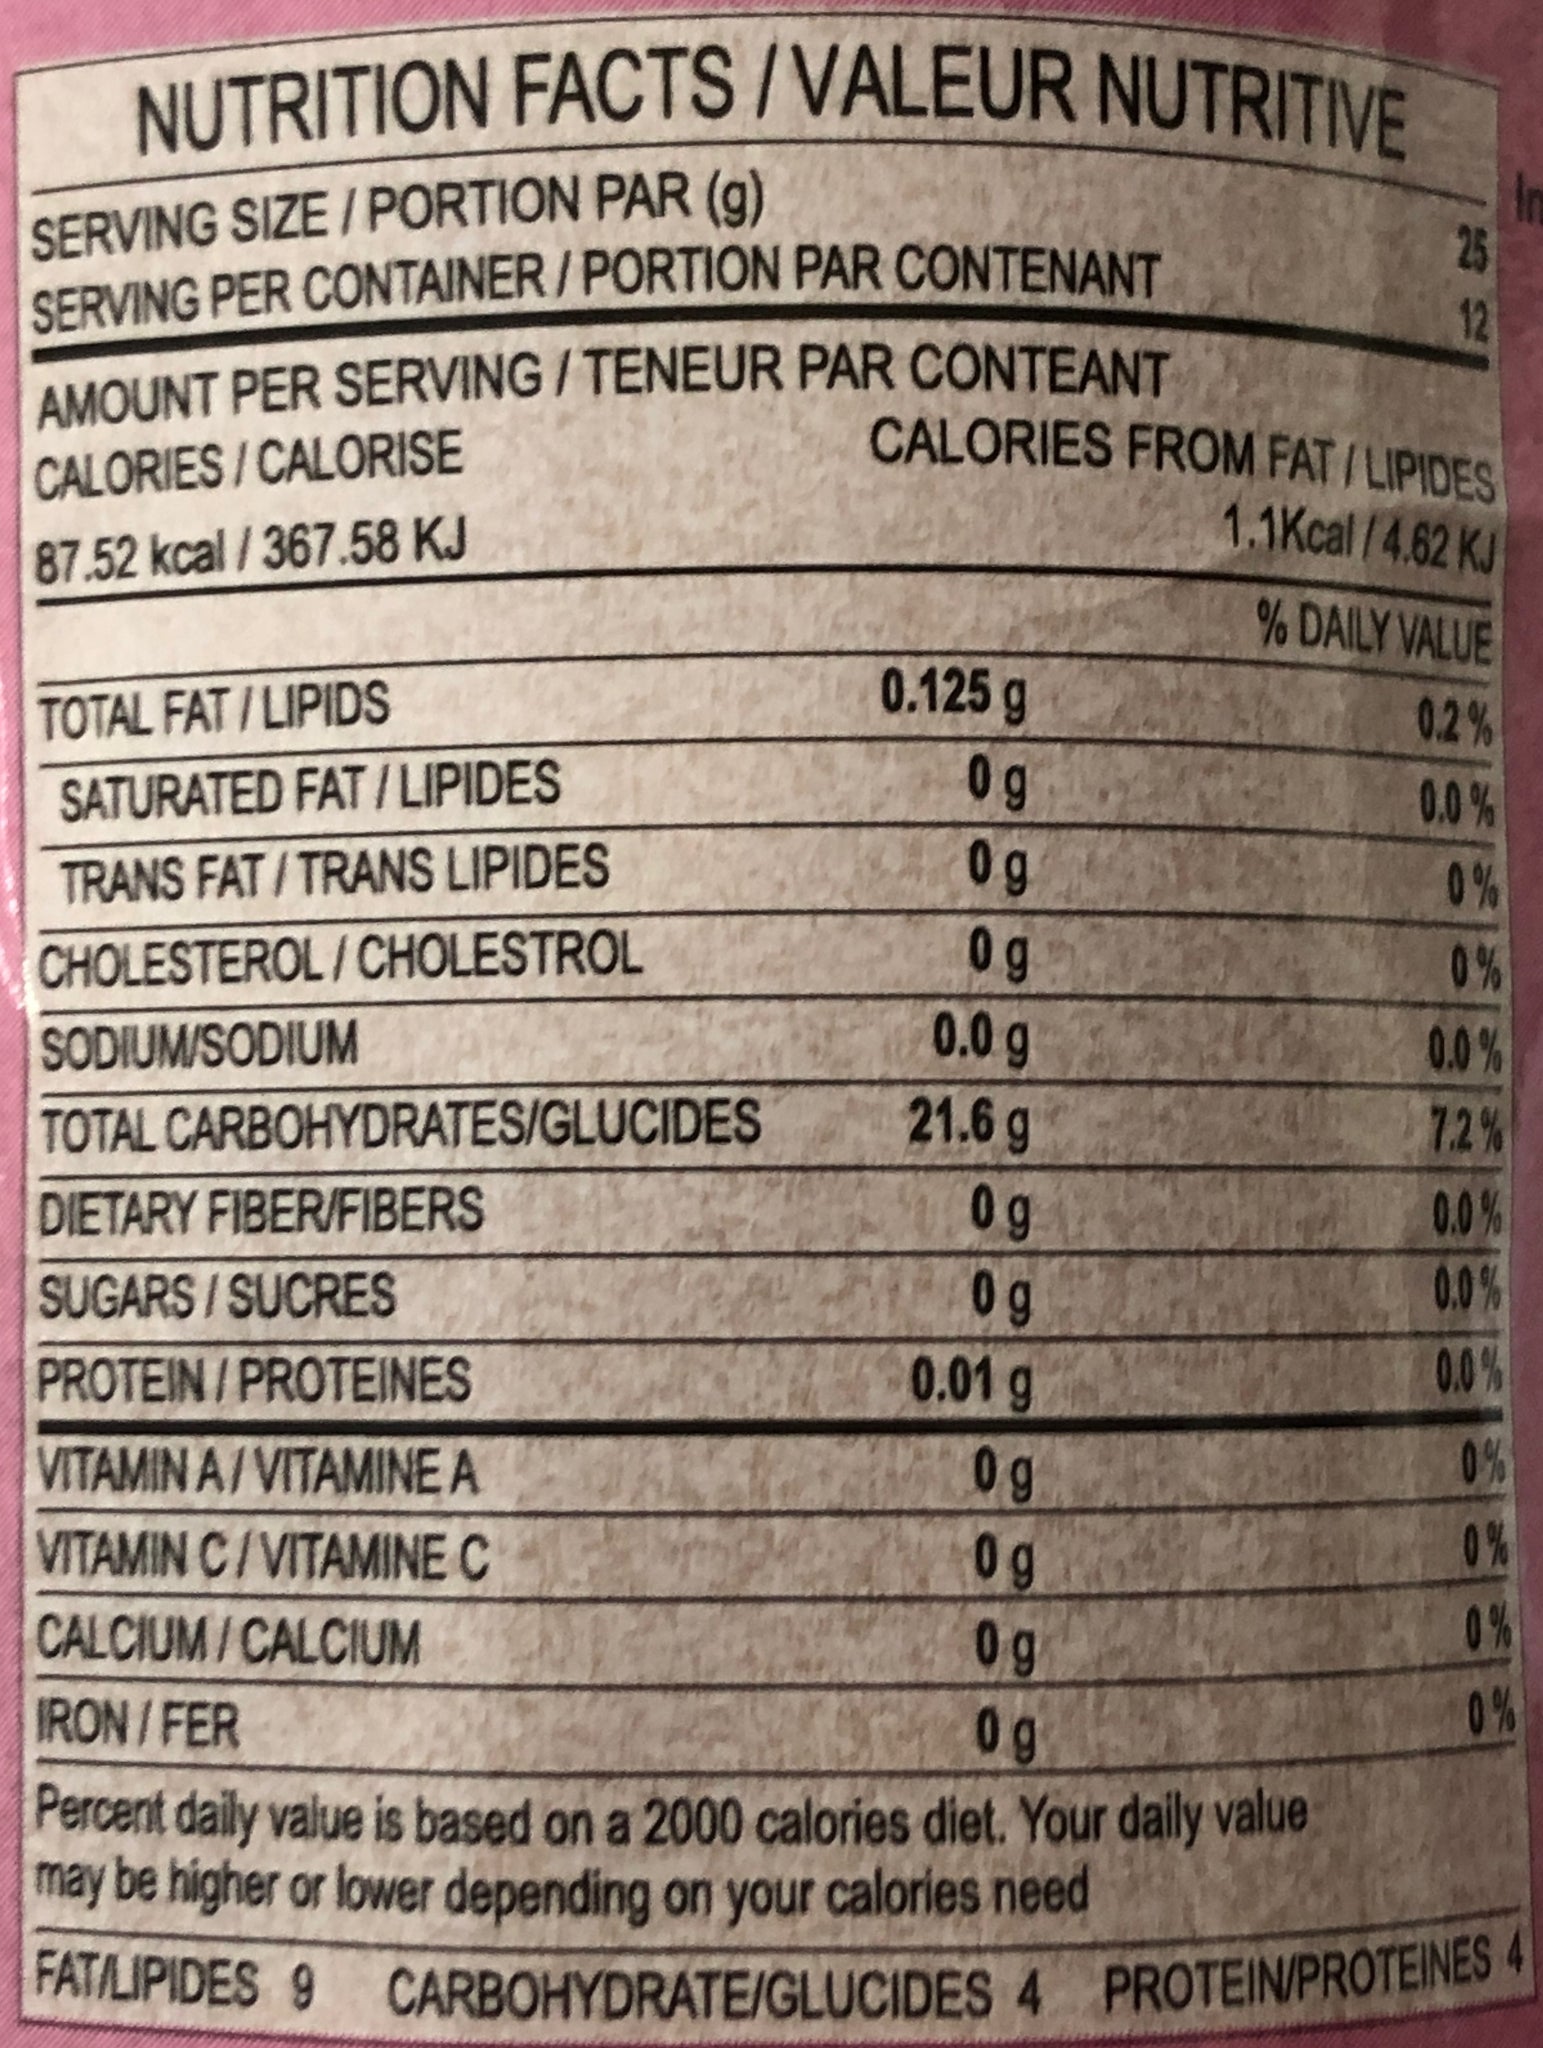 NUTRITION FACTS / VALEUR NUTRITIVE
SERVING SIZE / PORTION PAR (g) 25
SERVING PER CONTAINER / PORTION PAR CONTENANT 12
AMOUNT PER SERVING / TENEUR PAR CONTEANT
CALORIES / CALORISE CALORIES FROM FAT / LIPIDES
87.52 kcal / 367.58 KJ 1.1Kcal / 4.62 KJ
% DAILY VALUE
TOTAL FAT / LIPIDS 0.125 g 0.2 %
SATURATED FAT / LIPIDES 0 g 0.0 %
TRANS FAT / TRANS LIPIDES 0 g 0 %
CHOLESTEROL / CHOLESTROL 0 g 0 %
SODIUM/SODIUM 0.0 g 0.0 %
TOTAL CARBOHYDRATES/GLUCIDES 21.6 g 7.2 %
DIETARY FIBER/FIBERS 0 g 0.0 %
SUGARS / SUCRES 0 g 0.0 %
PROTEIN / PROTEINES 0.01 g 0.0 %
VITAMIN A / VITAMINE A 0 g 0 %
VITAMIN C / VITAMINE C 0 g 0 %
CALCIUM / CALCIUM 0 g 0 %
IRON / FER 0 g 0 %
Percent daily value is based on a 2000 calories diet. Your daily value
may be higher or lower depending on your calories need
FAT/LIPIDES 9 CARBOHYDRATE/GLUCIDES 4 PROTEIN/PROTEINES 4